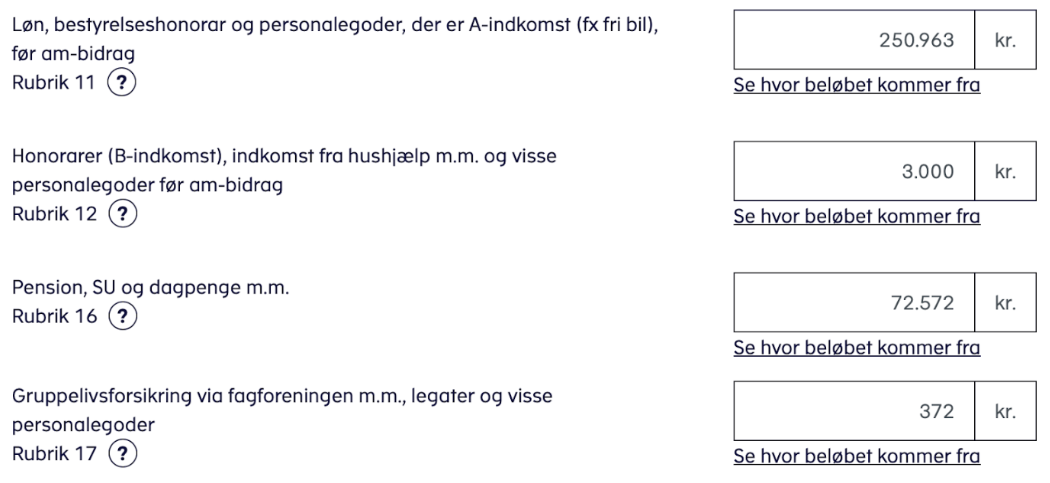 Løn, bestyrelseshonorar og personalegoder, der er A-indkomst (fx fri bil),
før am-bidrag
Rubrik 11 ?
250.963 kr.
Se hvor beløbet kommer fra
Honorarer (B-indkomst), indkomst fra hushjælp m.m. og visse
personalegoder før am-bidrag
Rubrik 12 ?
3.000 kr.
Se hvor beløbet kommer fra
Pension, SU og dagpenge m.m.
Rubrik 16 ?
72.572 kr.
Se hvor beløbet kommer fra
Gruppelivsforsikring via fagforeningen m.m., legater og visse
personalegoder
Rubrik 17 ?
372 kr.
Se hvor beløbet kommer fra